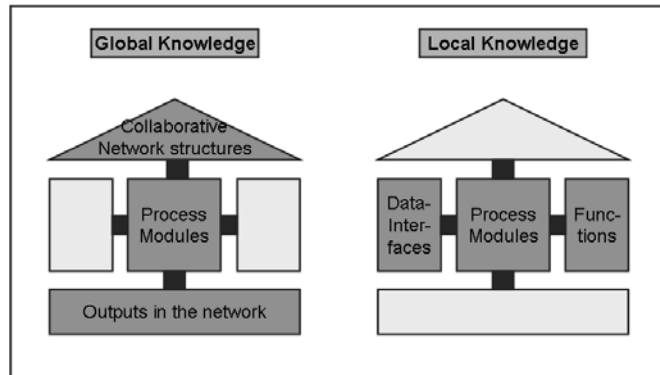 Global Knowledge
Collaborative
Network structures
Process
Modules
Outputs in the network
Local Knowledge
Data-
Inter-
faces
Process
Modules
Func-
tions